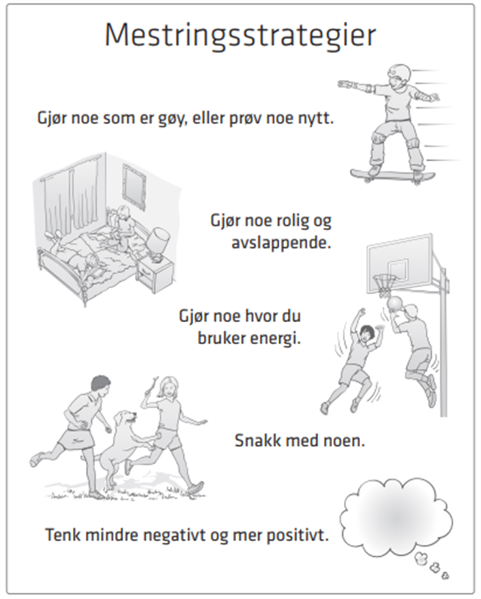 Mestringsstrategier
Gjør noe som er gøy, eller prøv noe nytt.
Gjør noe rolig og
avslappende.
Gjør noe hvor du
bruker energi.
Snakk med noen.
Tenk mindre negativt og mer positivt.